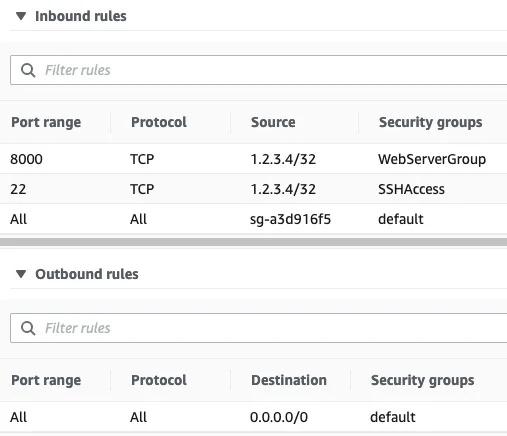 Inbound rules
Filter rules
Port range Protocol Source Security groups
8000 TCP 1.2.3.4/32 WebServerGroup
22 TCP 1.2.3.4/32 SSHAccess
All All sg-a3d916f5 default
Outbound rules
Filter rules
Port range Protocol Destination Security groups
All All 0.0.0.0/0 default